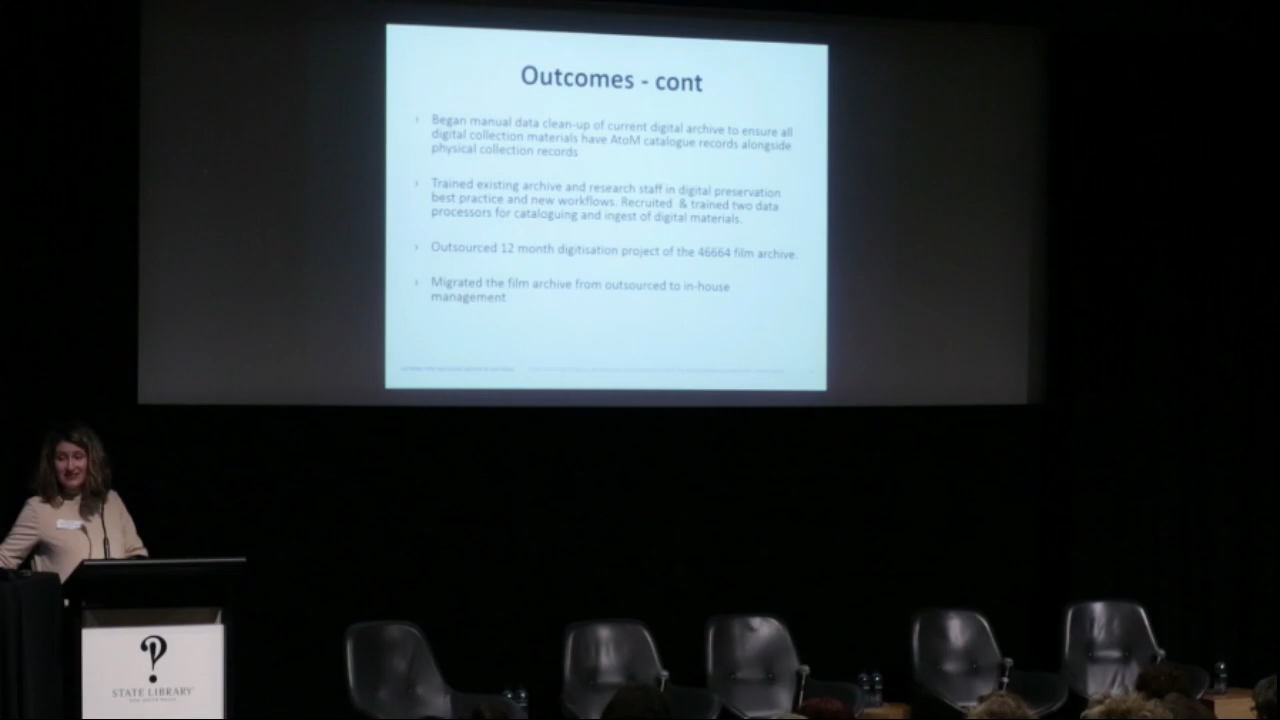 Outcomes - cont
› Began manual data clean-up of current digital archive to ensure all
digital collection materials have AtoM catalogue records alongside
physical collection records
› Trained existing archive and research staff in digital preservation
best practice and new workflows. Recruited & trained two data
processors for cataloguing and ingest of digital materials.
› Outsourced 12 month digitisation project of the 46664 film archive.
› Migrated the film archive from outsourced to in-house
management
STATE LIBRARY
NEW SOUTH WALES